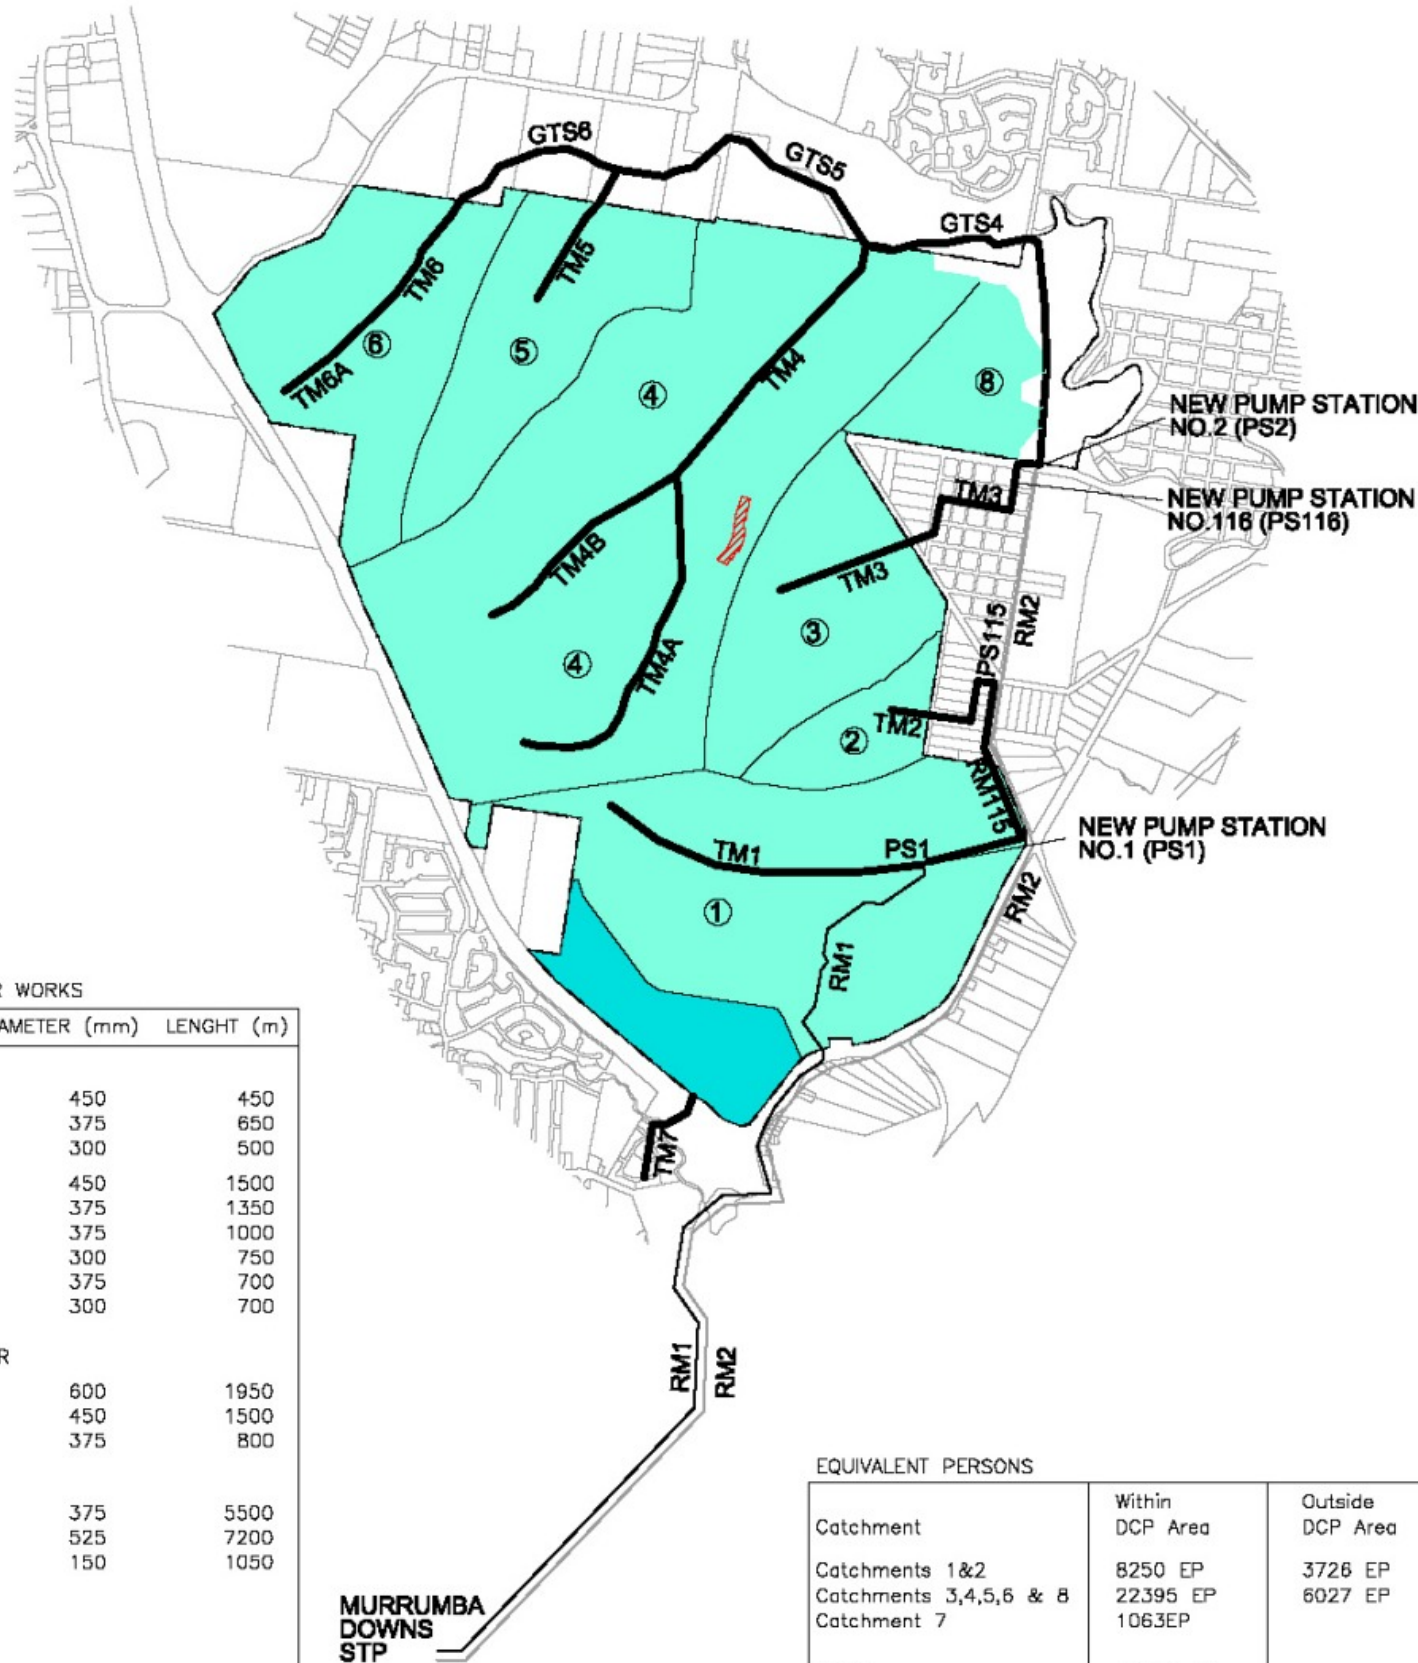 GTS6
GTS5
GTS4
TM6
TM5
TM6A
6
5
4
TM4
8
NEW PUMP STATION
NO.2 (PS2)
TM3
NEW PUMP STATION
NO.116 (PS116)
TM4B
TM3
3
PS115
RM2
4
TM4A
TM2
2
RM115
NEW PUMP STATION
NO.1 (PS1)
TM1
PS1
RM2
1
RM1
TM7
R WORKS
AMETER (mm) LENGHT (m)
450 450
375 650
300 500
450 1500
375 1350
375 1000
300 750
375 700
300 700
R
600 1950
450 1500
375 800
375 5500
525 7200
150 1050
RM1
RM2
MURRUMBA
DOWNS
STP
EQUIVALENT PERSONS
Catchment Within DCP Area Outside DCP Area
Catchments 1&2 8250 EP 3726 EP
Catchments 3,4,5,6 & 8 22395 EP 6027 EP
Catchment 7 1063EP